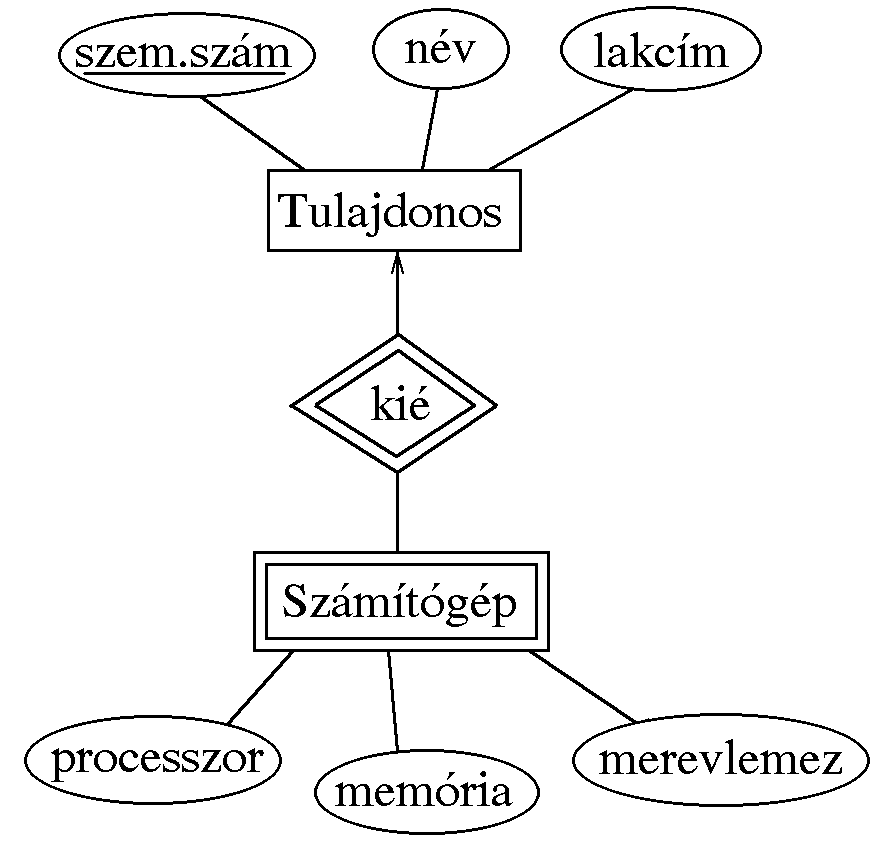 szem.szám
név
lakcím
Tulajdonos
kié
Számítógép
processzor
memória
merevlemez